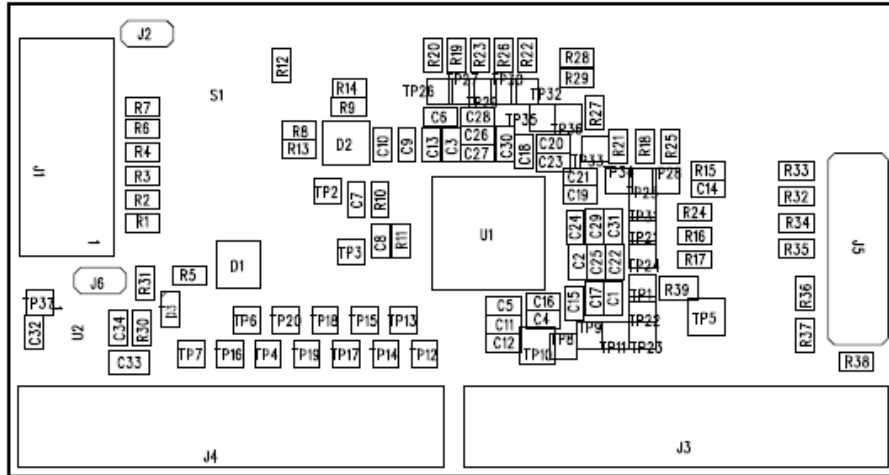 J2
R20 R19 R23 R26 R22
R28
R12
R29
TP27 TP30
R14
TP26 TP32
S1
R7 R9 C6 C28 TP35 R27
R6 R8 D2 C10 C9 C13 C3 C26 C30 TP36
R4 R13 C27 C18 C20 R21 R18 R25
C23 TP33
J1
R3 C21 TP34 TP28 R15 R33
TP2 C19 TP25 C14
R2 C7 R10 R32
R1 U1 C24 C29 C31 TP31 R24 R34
1 TP3 C8 R11 TP21 R16 R35 J5
D1 C2 C25 C22 TP24 R17
J6 R31 R5
TP37 D3 C5 C16 C15 C17 C1 TP1 R39 R36
C32 U2 C34 R30 TP6 TP20 TP18 TP15 TP13 C11 C4 TP9 TP22 TP5
C12 TP8 R37
C33 TP7 TP16 TP4 TP19 TP17 TP14 TP12 TP10 TP11 TP23 R38
J4 J3